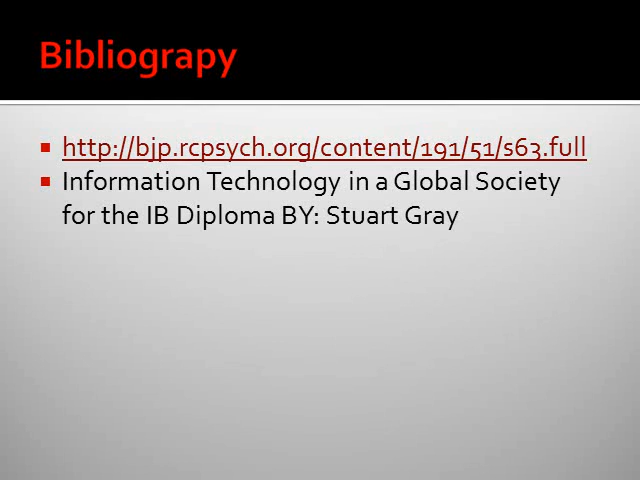 Bibliograpy
http://bjp.rcpsych.org/content/191/51/s63.full
Information Technology in a Global Society
for the IB Diploma BY: Stuart Gray